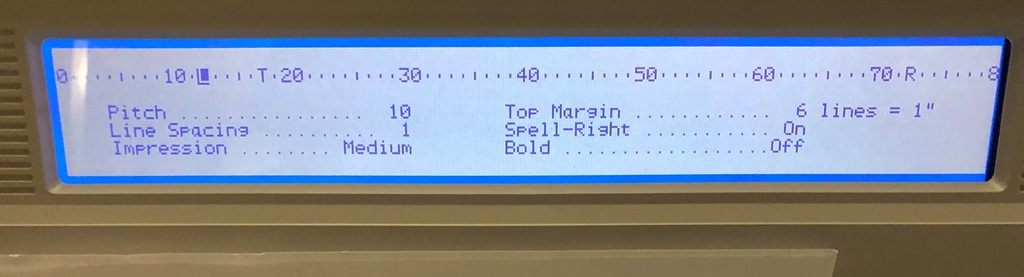 0····ı····10·L█···ı···T·20····ı····30····ı····40····ı····50····ı····60····ı····70·R··ı····8
Pitch .................. 10 Top Margin ............ 6 lines = 1"
Line Spacing ........... 1 Spell-Right ........... On
Impression ........ Medium Bold ..................Off